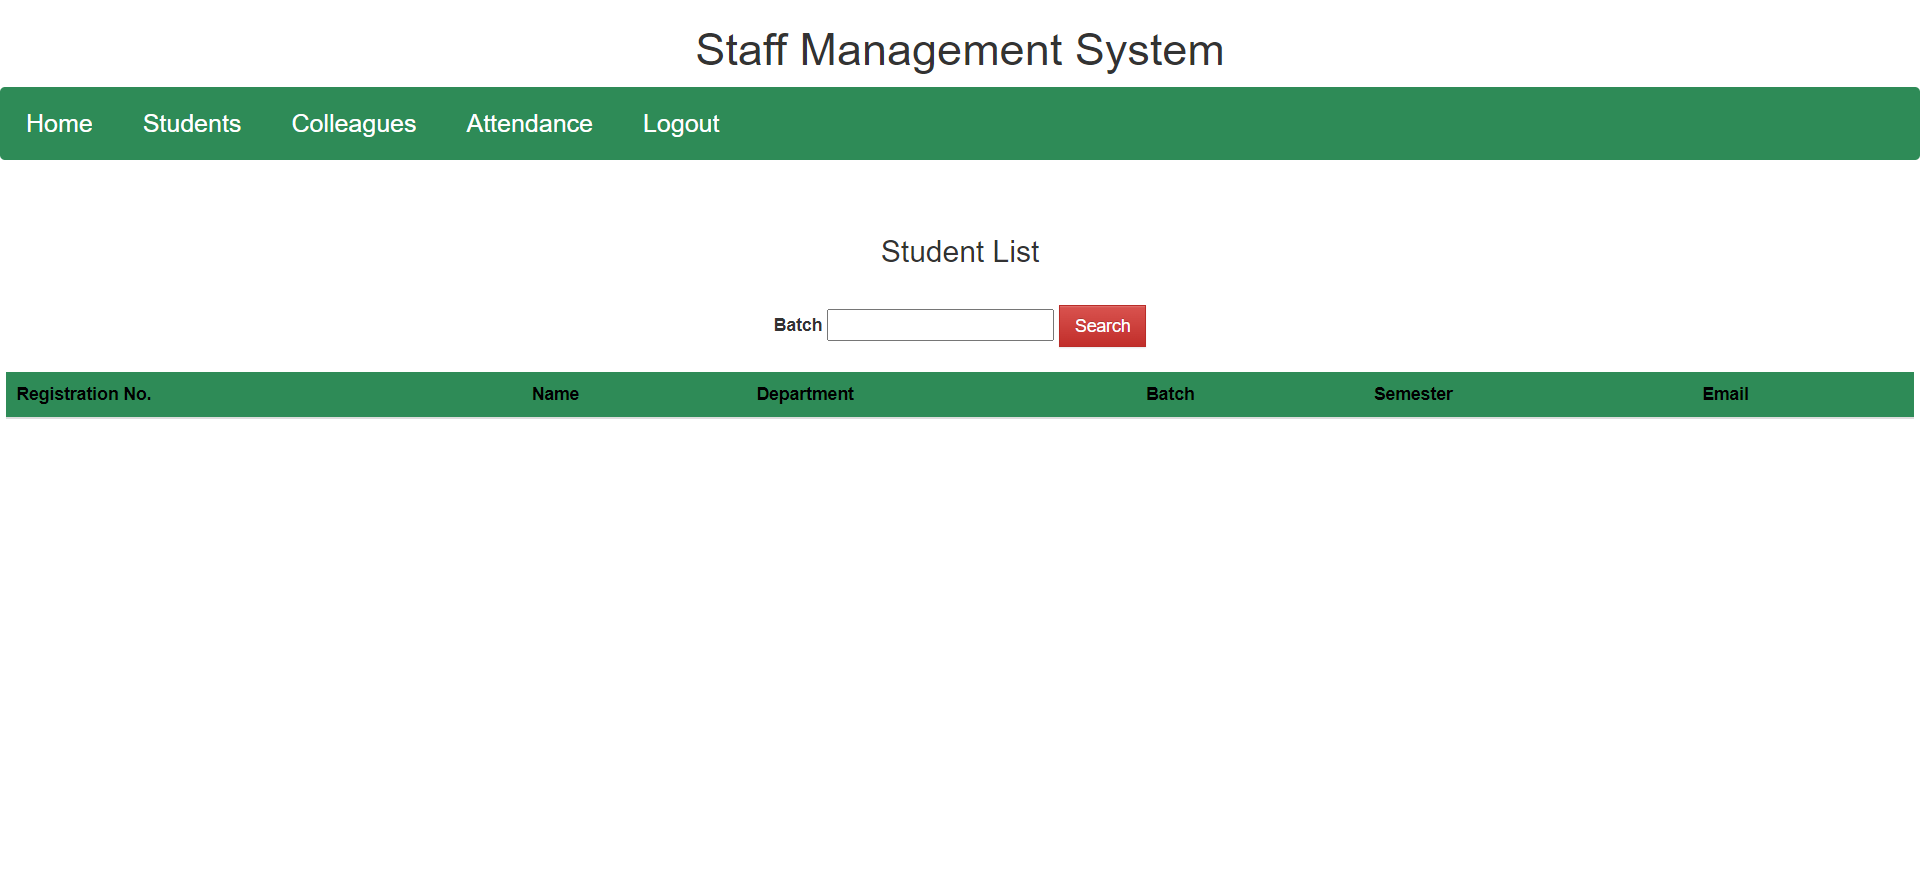 Staff Management System
Home Students Colleagues Attendance Logout
Student List
Batch Search
Registration No. Name Department Batch Semester Email